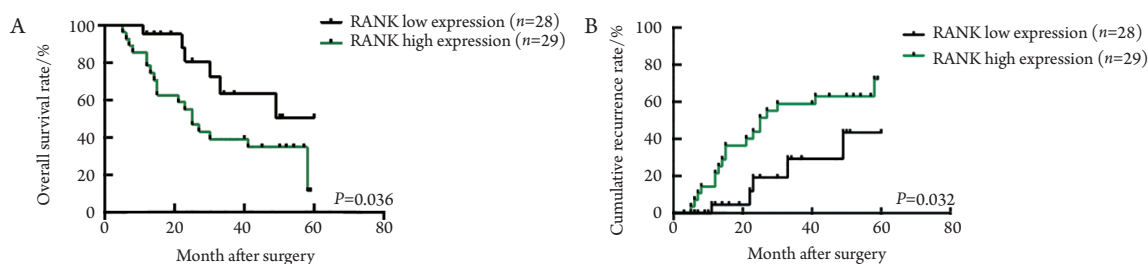 A
RANK low expression (n=28)
RANK high expression (n=29)
Overall survival rate/%
100
80
60
40
20
0
P=0.036
0 20 40 60 80
Month after surgery
B
RANK low expression (n=28)
RANK high expression (n=29)
Cumulative recurrence rate/%
100
80
60
40
20
0
P=0.032
0 20 40 60 80
Month after surgery